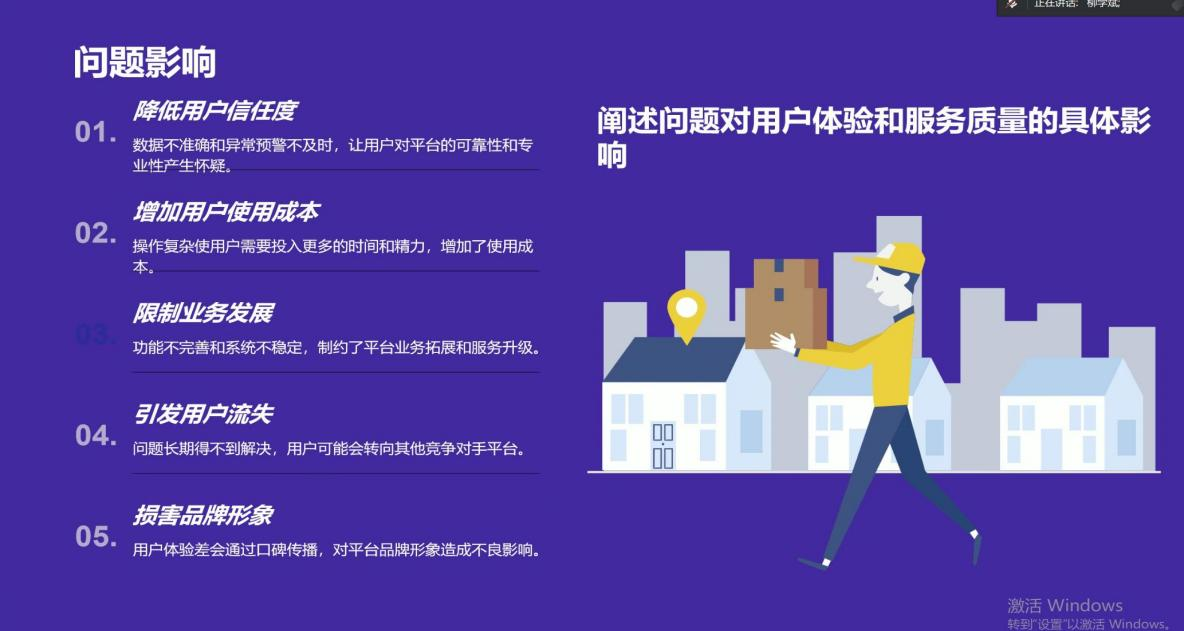 正在讲话: 柳学斌;
问题影响
01.
降低用户信任度
数据不准确和异常预警不及时，让用户对平台的可靠性和专
业性产生怀疑。
02.
增加用户使用成本
操作复杂使用户需要投入更多的时间和精力，增加了使用成
本。
03.
限制业务发展
功能不完善和系统不稳定，制约了平台业务拓展和服务升级。
04.
引发用户流失
问题长期得不到解决，用户可能会转向其他竞争对手平台。
05.
损害品牌形象
用户体验差会通过口碑传播，对平台品牌形象造成不良影响。
阐述问题对用户体验和服务质量的具体影
响
激活 Windows
转到"设置"以激活 Windows。